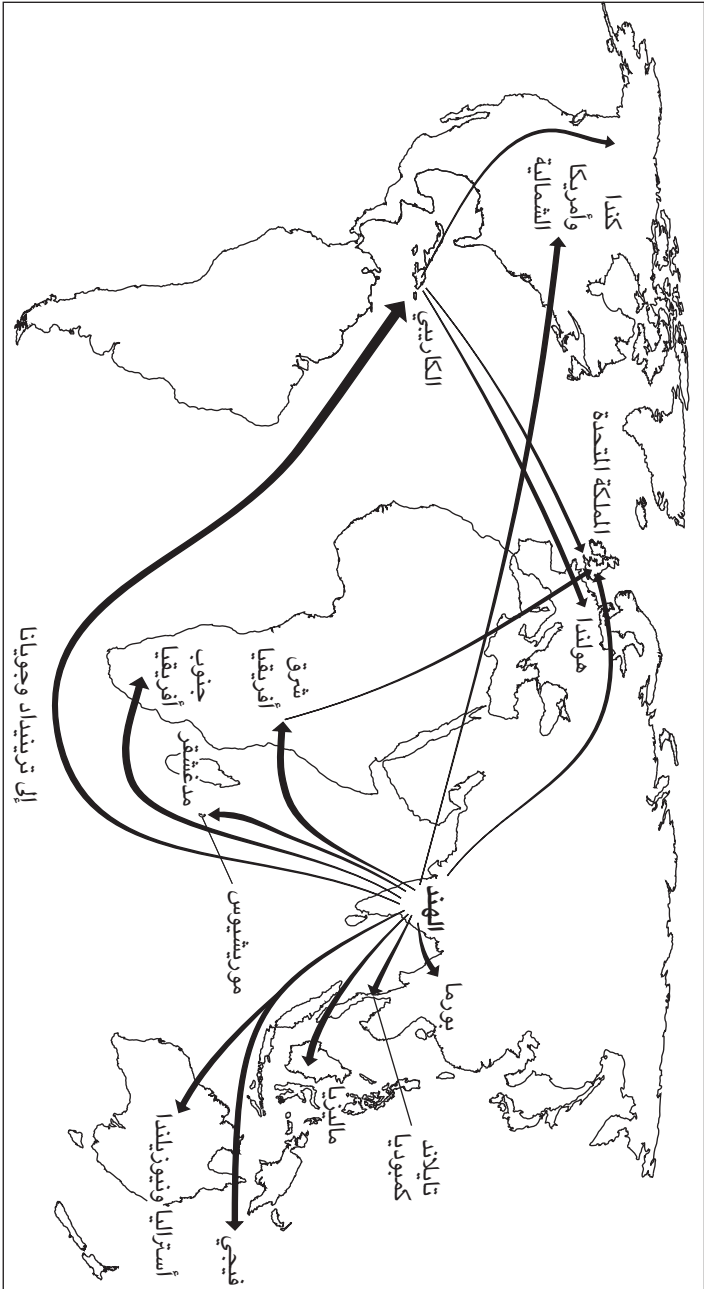 كندا
وأمريكا
الشمالية
الكاريبي
المملكة المتحدة
هولندا
شرق
أفريقيا
جنوب
أفريقيا
مدغشقر
موريشيوس
إلى ترينيداد وجويانا
الهند
بورما
تايلاند
كمبوديا
ماليزيا
فيجي
أستراليا ونيوزيلندا